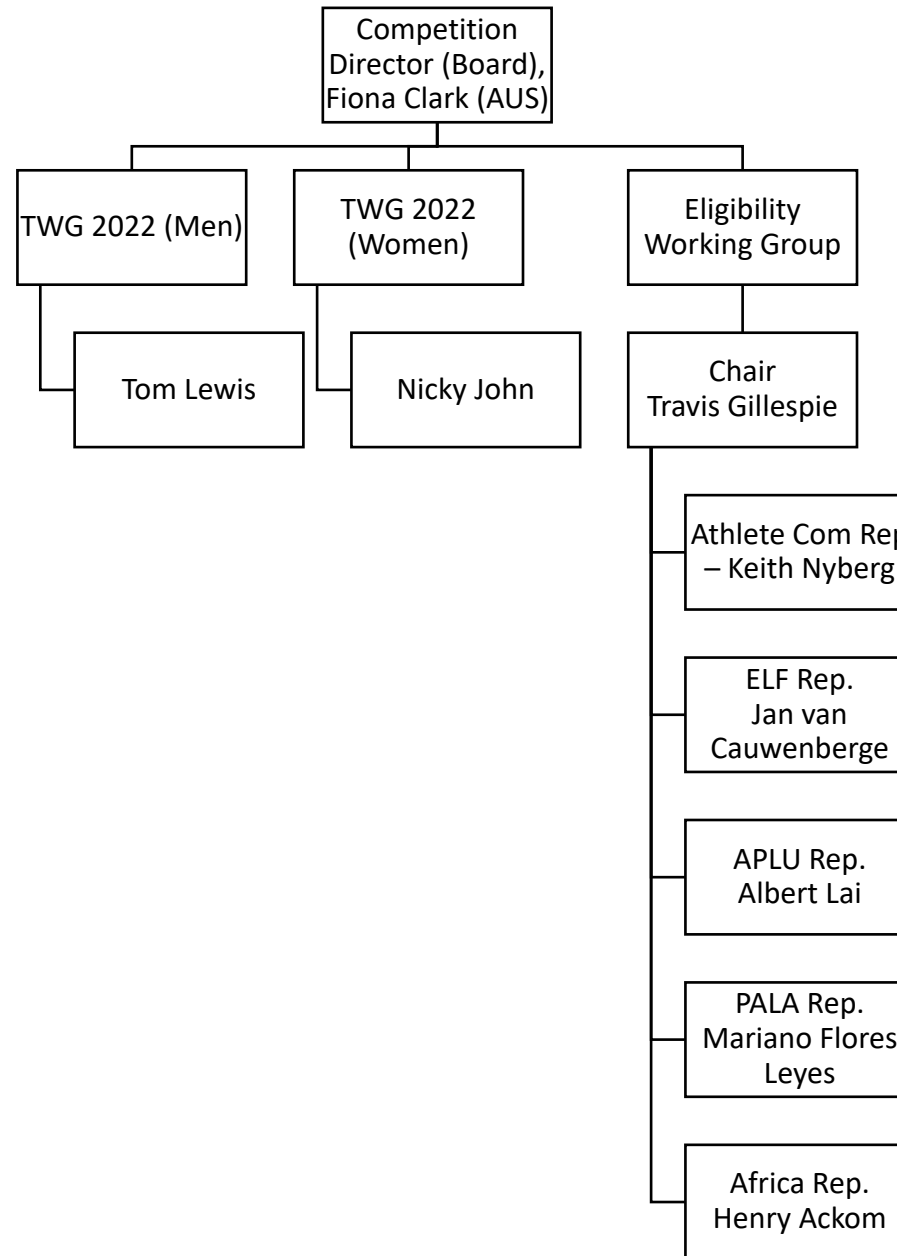 Competition
Director (Board),
Fiona Clark (AUS)
TWG 2022 (Men)
TWG 2022
(Women)
Eligibility
Working Group
Tom Lewis
Nicky John
Chair
Travis Gillespie
Athlete Com Rep
– Keith Nyberg
ELF Rep.
Jan van
Cauwenberge
APLU Rep.
Albert Lai
PALA Rep.
Mariano Flores
Leyes
Africa Rep.
Henry Ackom